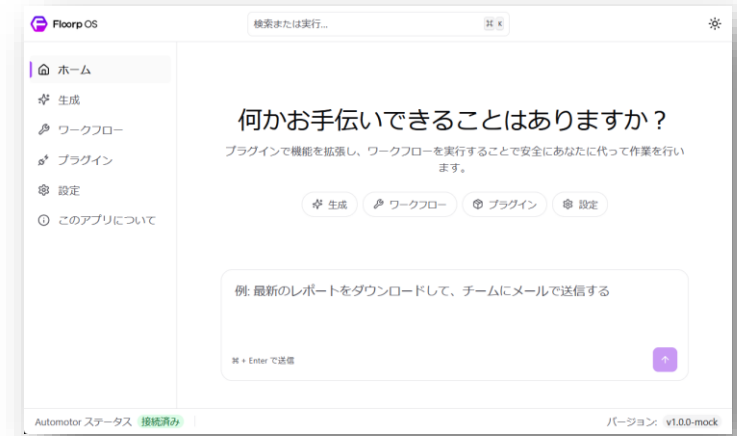 Floorp OS
検索または実行...
⌘ K
ホーム
生成
ワークフロー
プラグイン
設定
このアプリについて
何かお手伝いできることはありますか？
プラグインで機能を拡張し、ワークフローを実行することで安全にあなたに代って作業を行い
ます。
生成
ワークフロー
プラグイン
設定
例: 最新のレポートをダウンロードして、チームにメールで送信する
⌘ + Enter で送信
Automotor ステータス 接続済み
バージョン: v1.0.0-mock